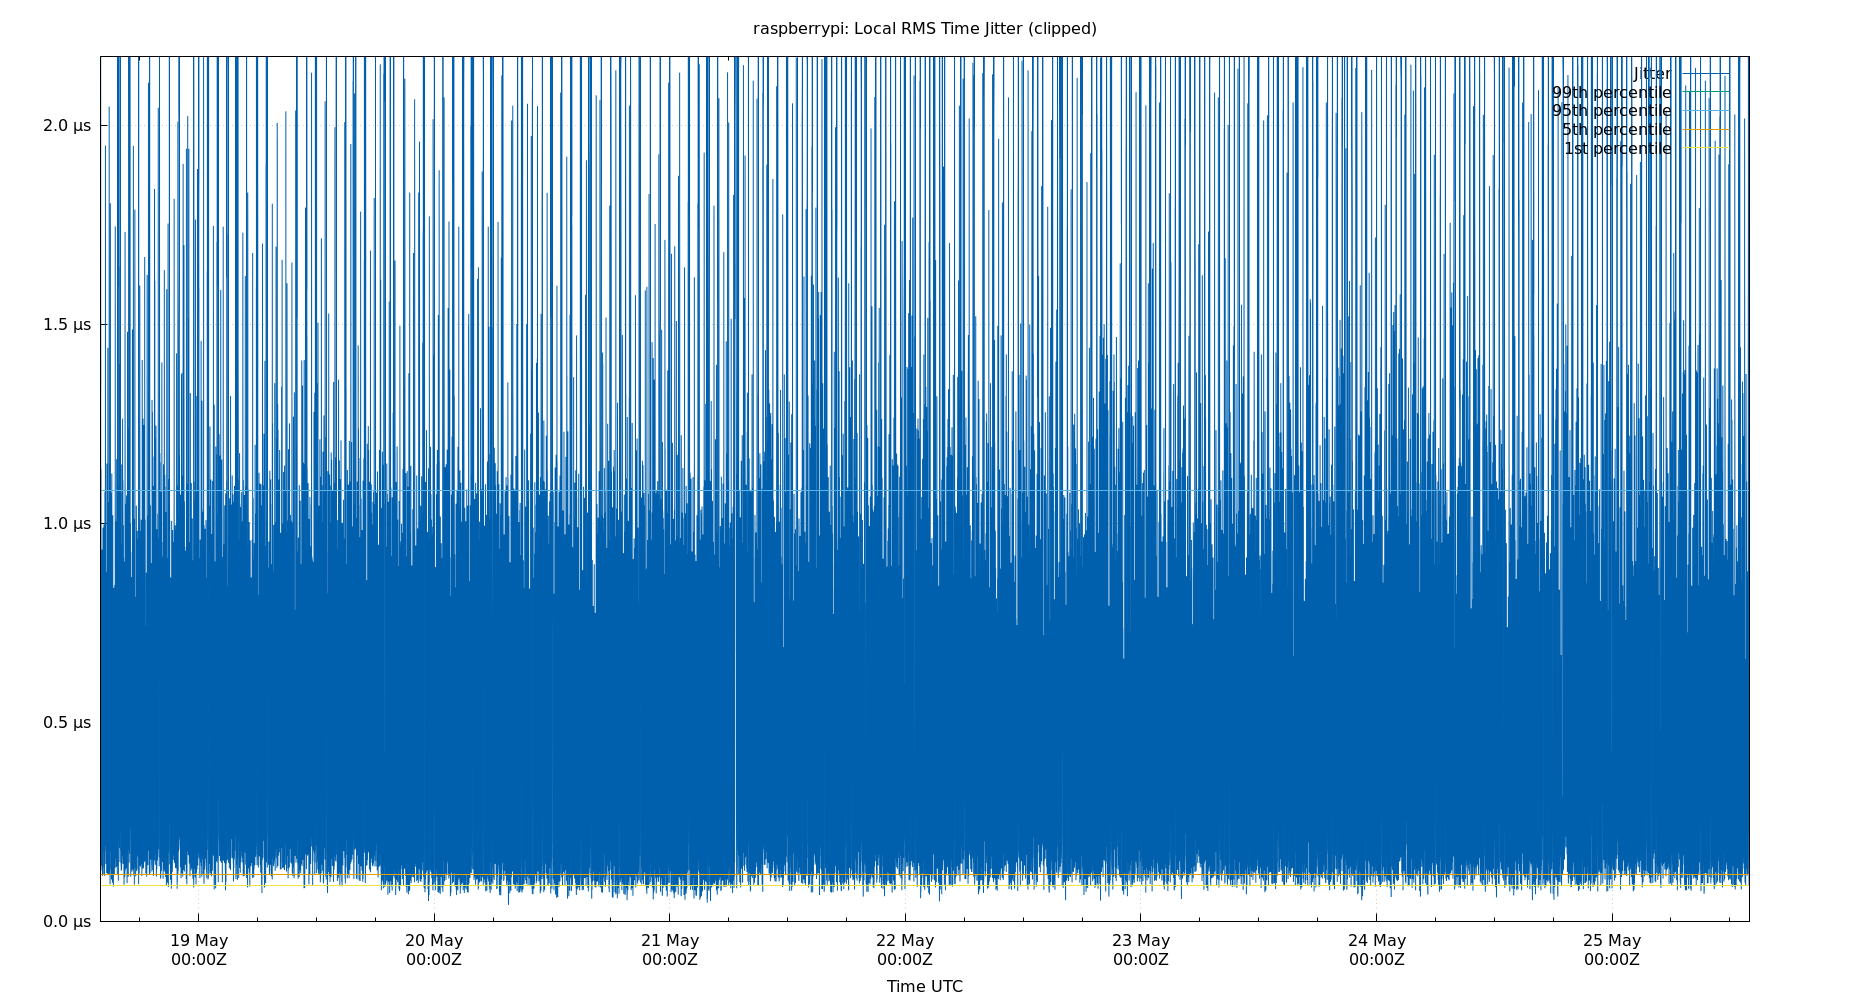 raspberrypi: Local RMS Time Jitter (clipped)
Jitter
99th percentile
95th percentile
5th percentile
1st percentile
2.0 µs
1.5 µs
1.0 µs
0.5 µs
0.0 µs
19 May 20 May 21 May 22 May 23 May 24 May 25 May
00:00Z 00:00Z 00:00Z 00:00Z 00:00Z 00:00Z 00:00Z
Time UTC